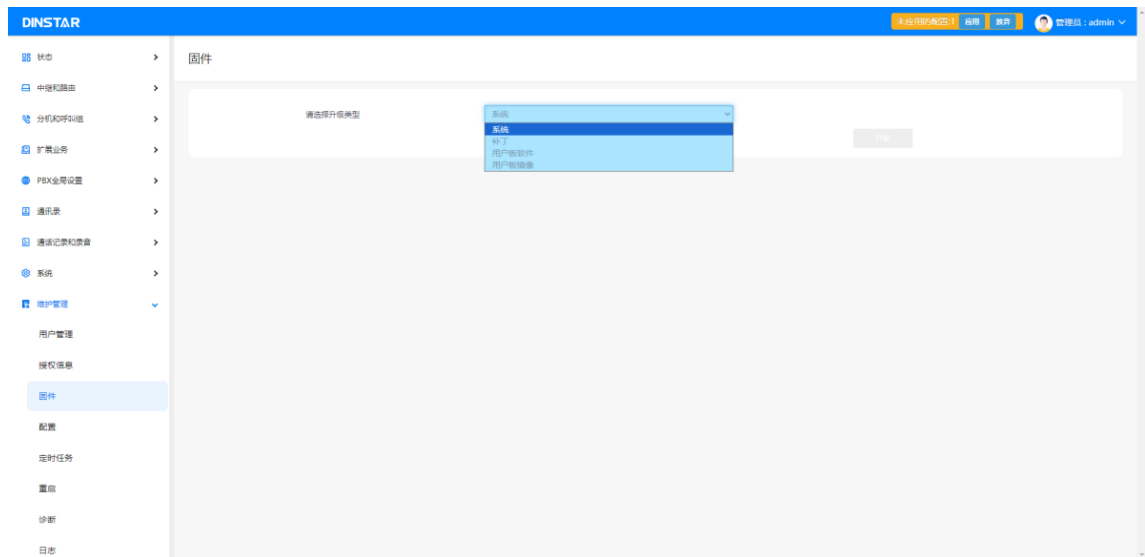 DINSTAR
未应用的配置:1 应用 放弃 管理员 : admin
状态
中继和路由
分机和呼叫组
扩展业务
PBX全局设置
通讯录
通话记录和录音
系统
维护管理
用户管理
授权信息
固件
配置
定时任务
重启
诊断
日志
固件
请选择升级类型
系统
系统
补丁
用户板软件
用户板镜像